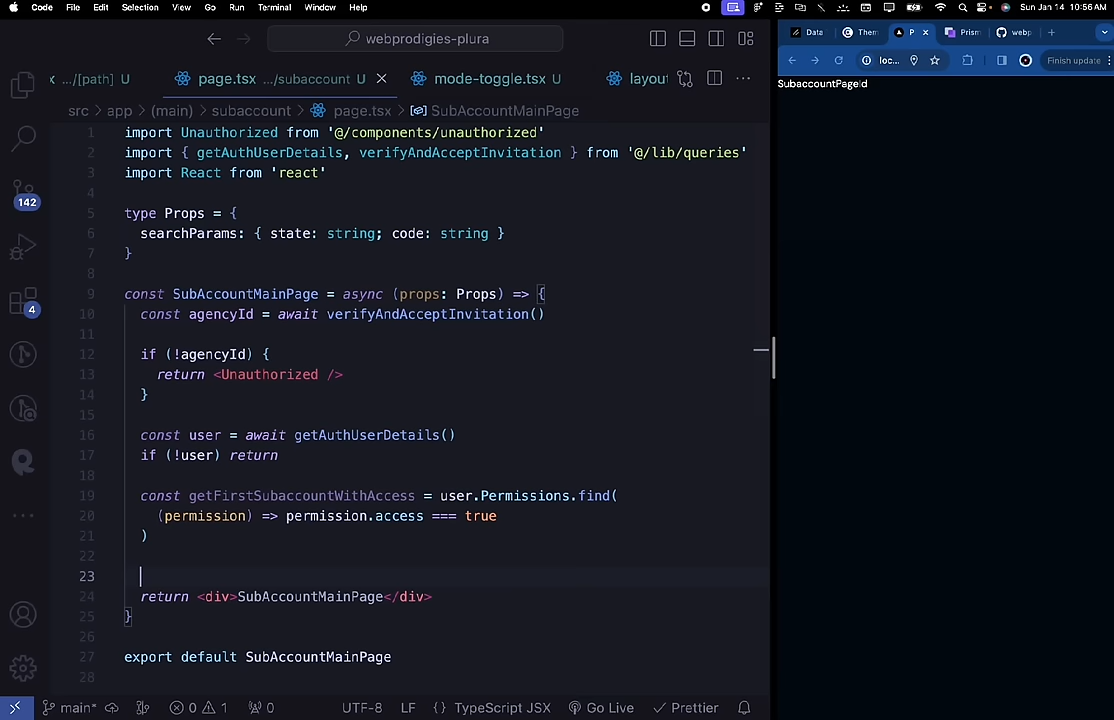 Code File Edit Selection View Go Run Terminal Window Help Sun Jan 14 10:56 AM
webprodigies-plura
Data Them P Prism webp
loc... Finish update
.../[path] U page.tsx .../subaccount U mode-toggle.tsx U layout
src > app > (main) > subaccount > page.tsx > SubAccountMainPage
SubaccountPageId
1 import Unauthorized from '@/components/unauthorized'
2 import { getAuthUserDetails, verifyAndAcceptInvitation } from '@/lib/queries'
3 import React from 'react'
4
5 type Props = {
6 searchParams: { state: string; code: string }
7 }
8
9 const SubAccountMainPage = async (props: Props) => {
10 const agencyId = await verifyAndAcceptInvitation()
11
12 if (!agencyId) {
13 return <Unauthorized />
14 }
15
16 const user = await getAuthUserDetails()
17 if (!user) return
18
19 const getFirstSubaccountWithAccess = user.Permissions.find(
20 (permission) => permission.access === true
21 )
22
23
24 return <div>SubAccountMainPage</div>
25 }
26
27 export default SubAccountMainPage
28
142
4
main* 0 1 0 UTF-8 LF {} TypeScript JSX Go Live Prettier